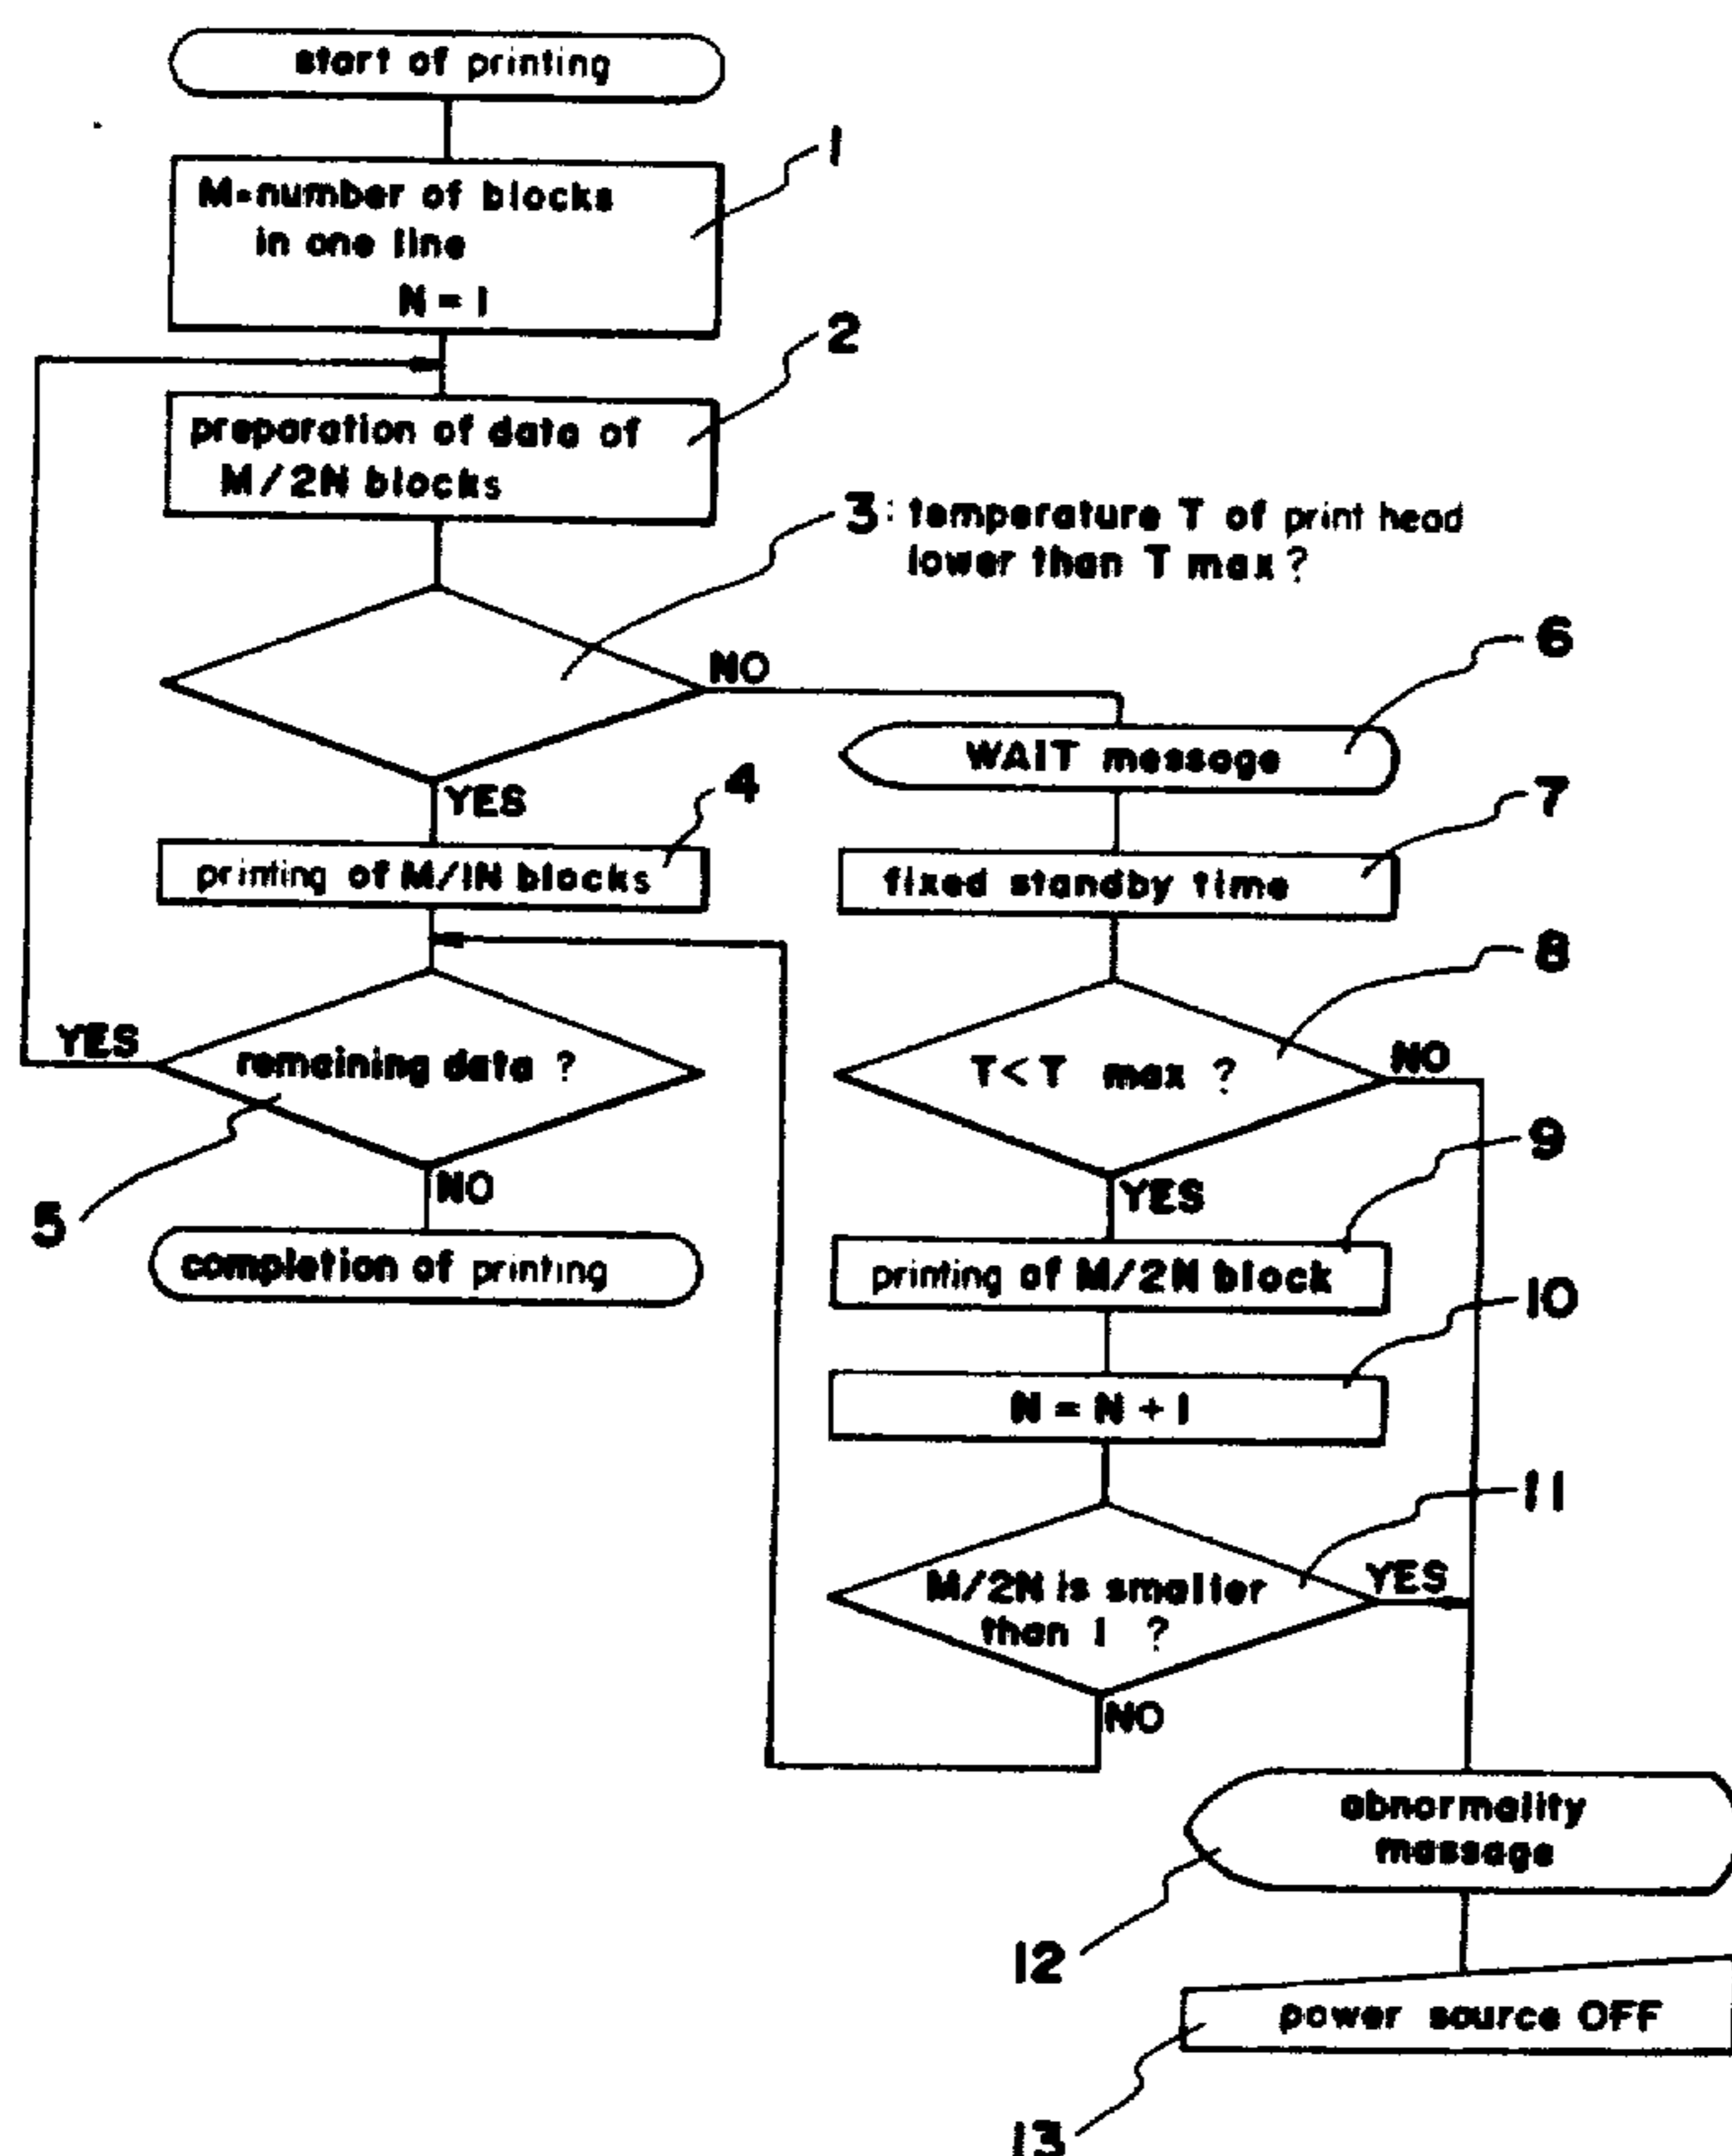 start of printing
1
M=number of blocks
in one line
N = 1
2
preparation of data of
M/2N blocks
3: temperature T of print head
lower than T max ?
NO
6
WAIT message
YES
4
7
printing of M/1N blocks
fixed standby time
8
YES
remaining data ?
T<T max ?
NO
5
NO
9
YES
completion of printing
printing of M/2N block
10
N = N + 1
11
M/2N is smaller
than 1 ?
YES
NO
abnormality
massage
12
power source OFF
13